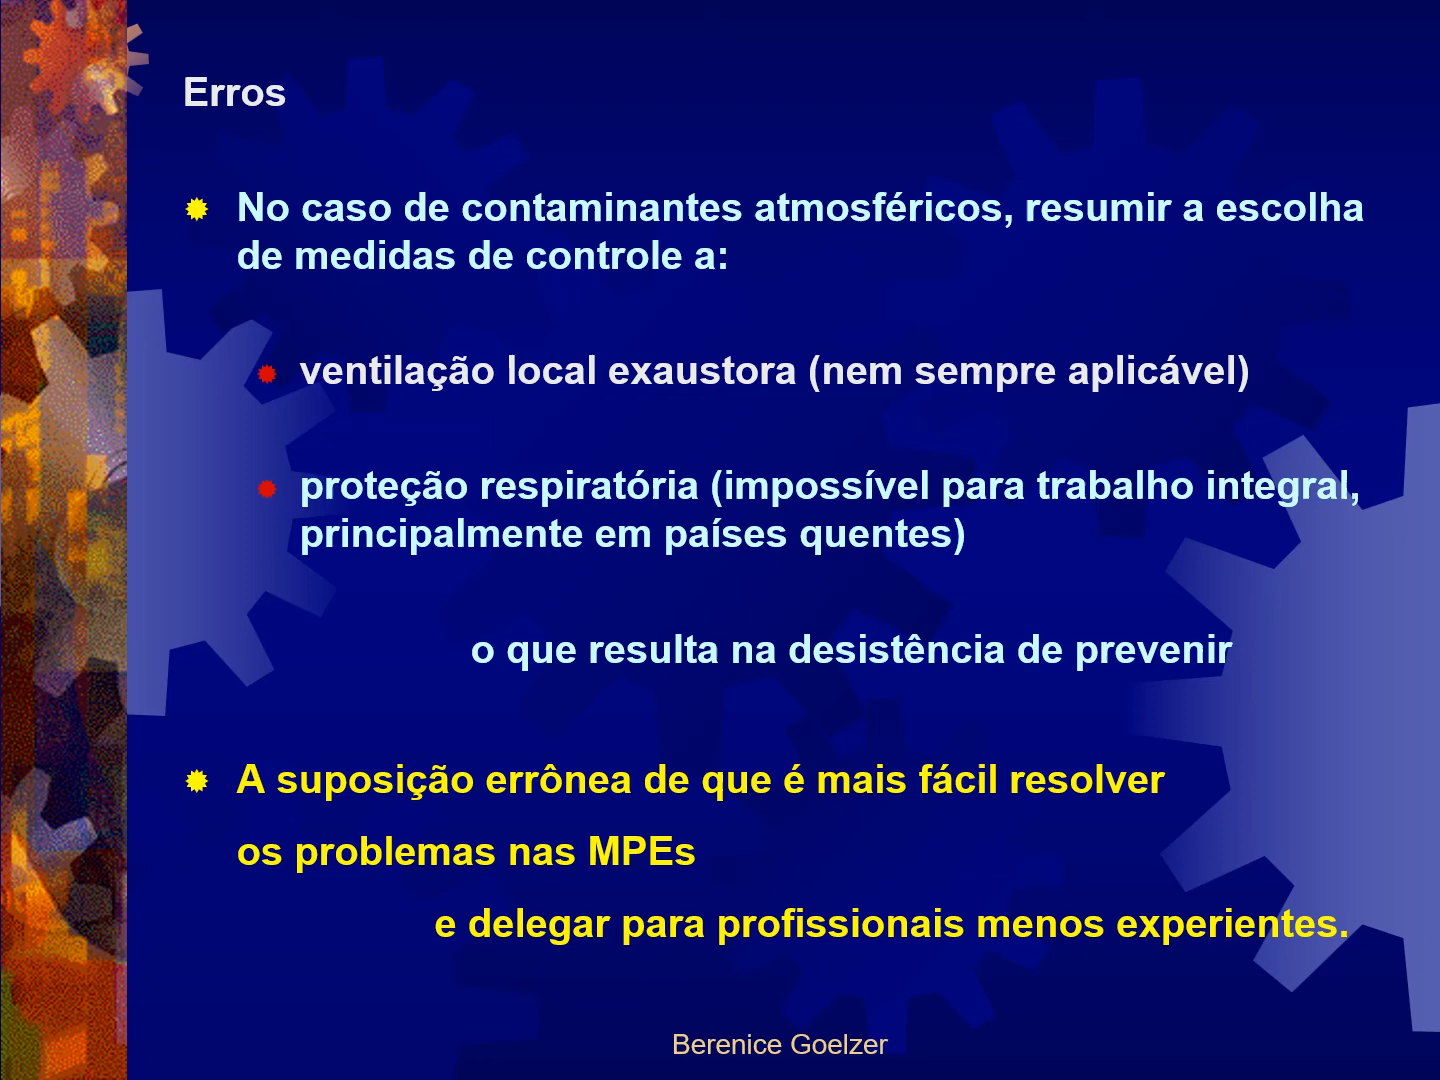 Erros
No caso de contaminantes atmosféricos, resumir a escolha
de medidas de controle a:
ventilação local exaustora (nem sempre aplicável)
proteção respiratória (impossível para trabalho integral,
principalmente em países quentes)
o que resulta na desistência de prevenir
A suposição errônea de que é mais fácil resolver
os problemas nas MPEs
e delegar para profissionais menos experientes.
Berenice Goelzer